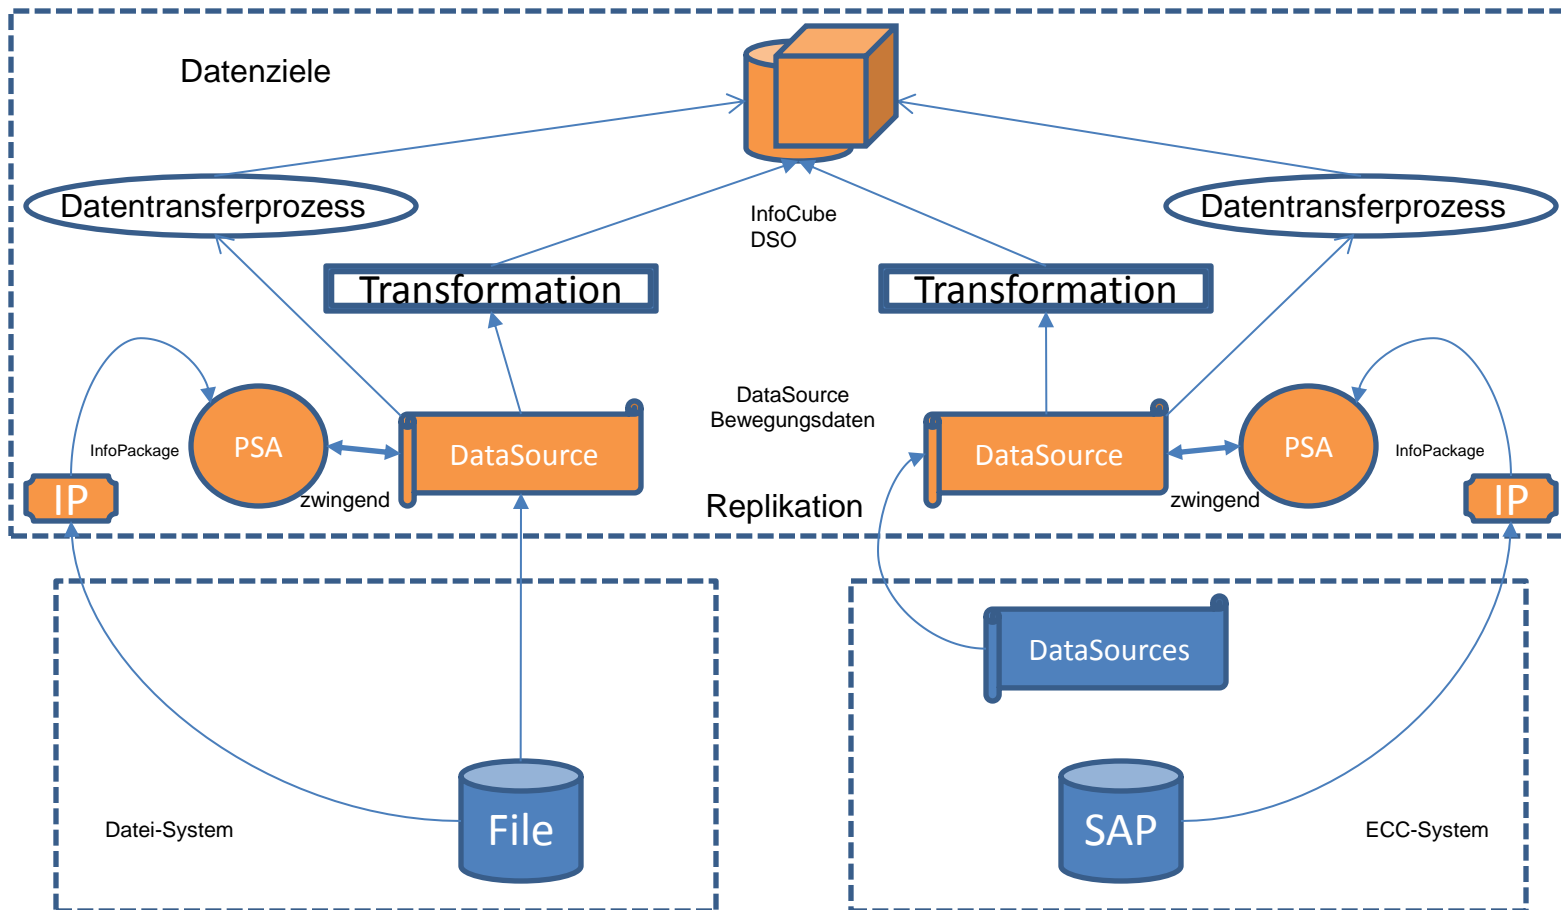 Datenziele
Datentransferprozess
Datentransferprozess
InfoCube
DSO
Transformation
Transformation
DataSource
Bewegungsdaten
InfoPackage
PSA
DataSource
DataSource
PSA
InfoPackage
IP
zwingend
Replikation
zwingend
IP
DataSources
Datei-System
File
SAP
ECC-System